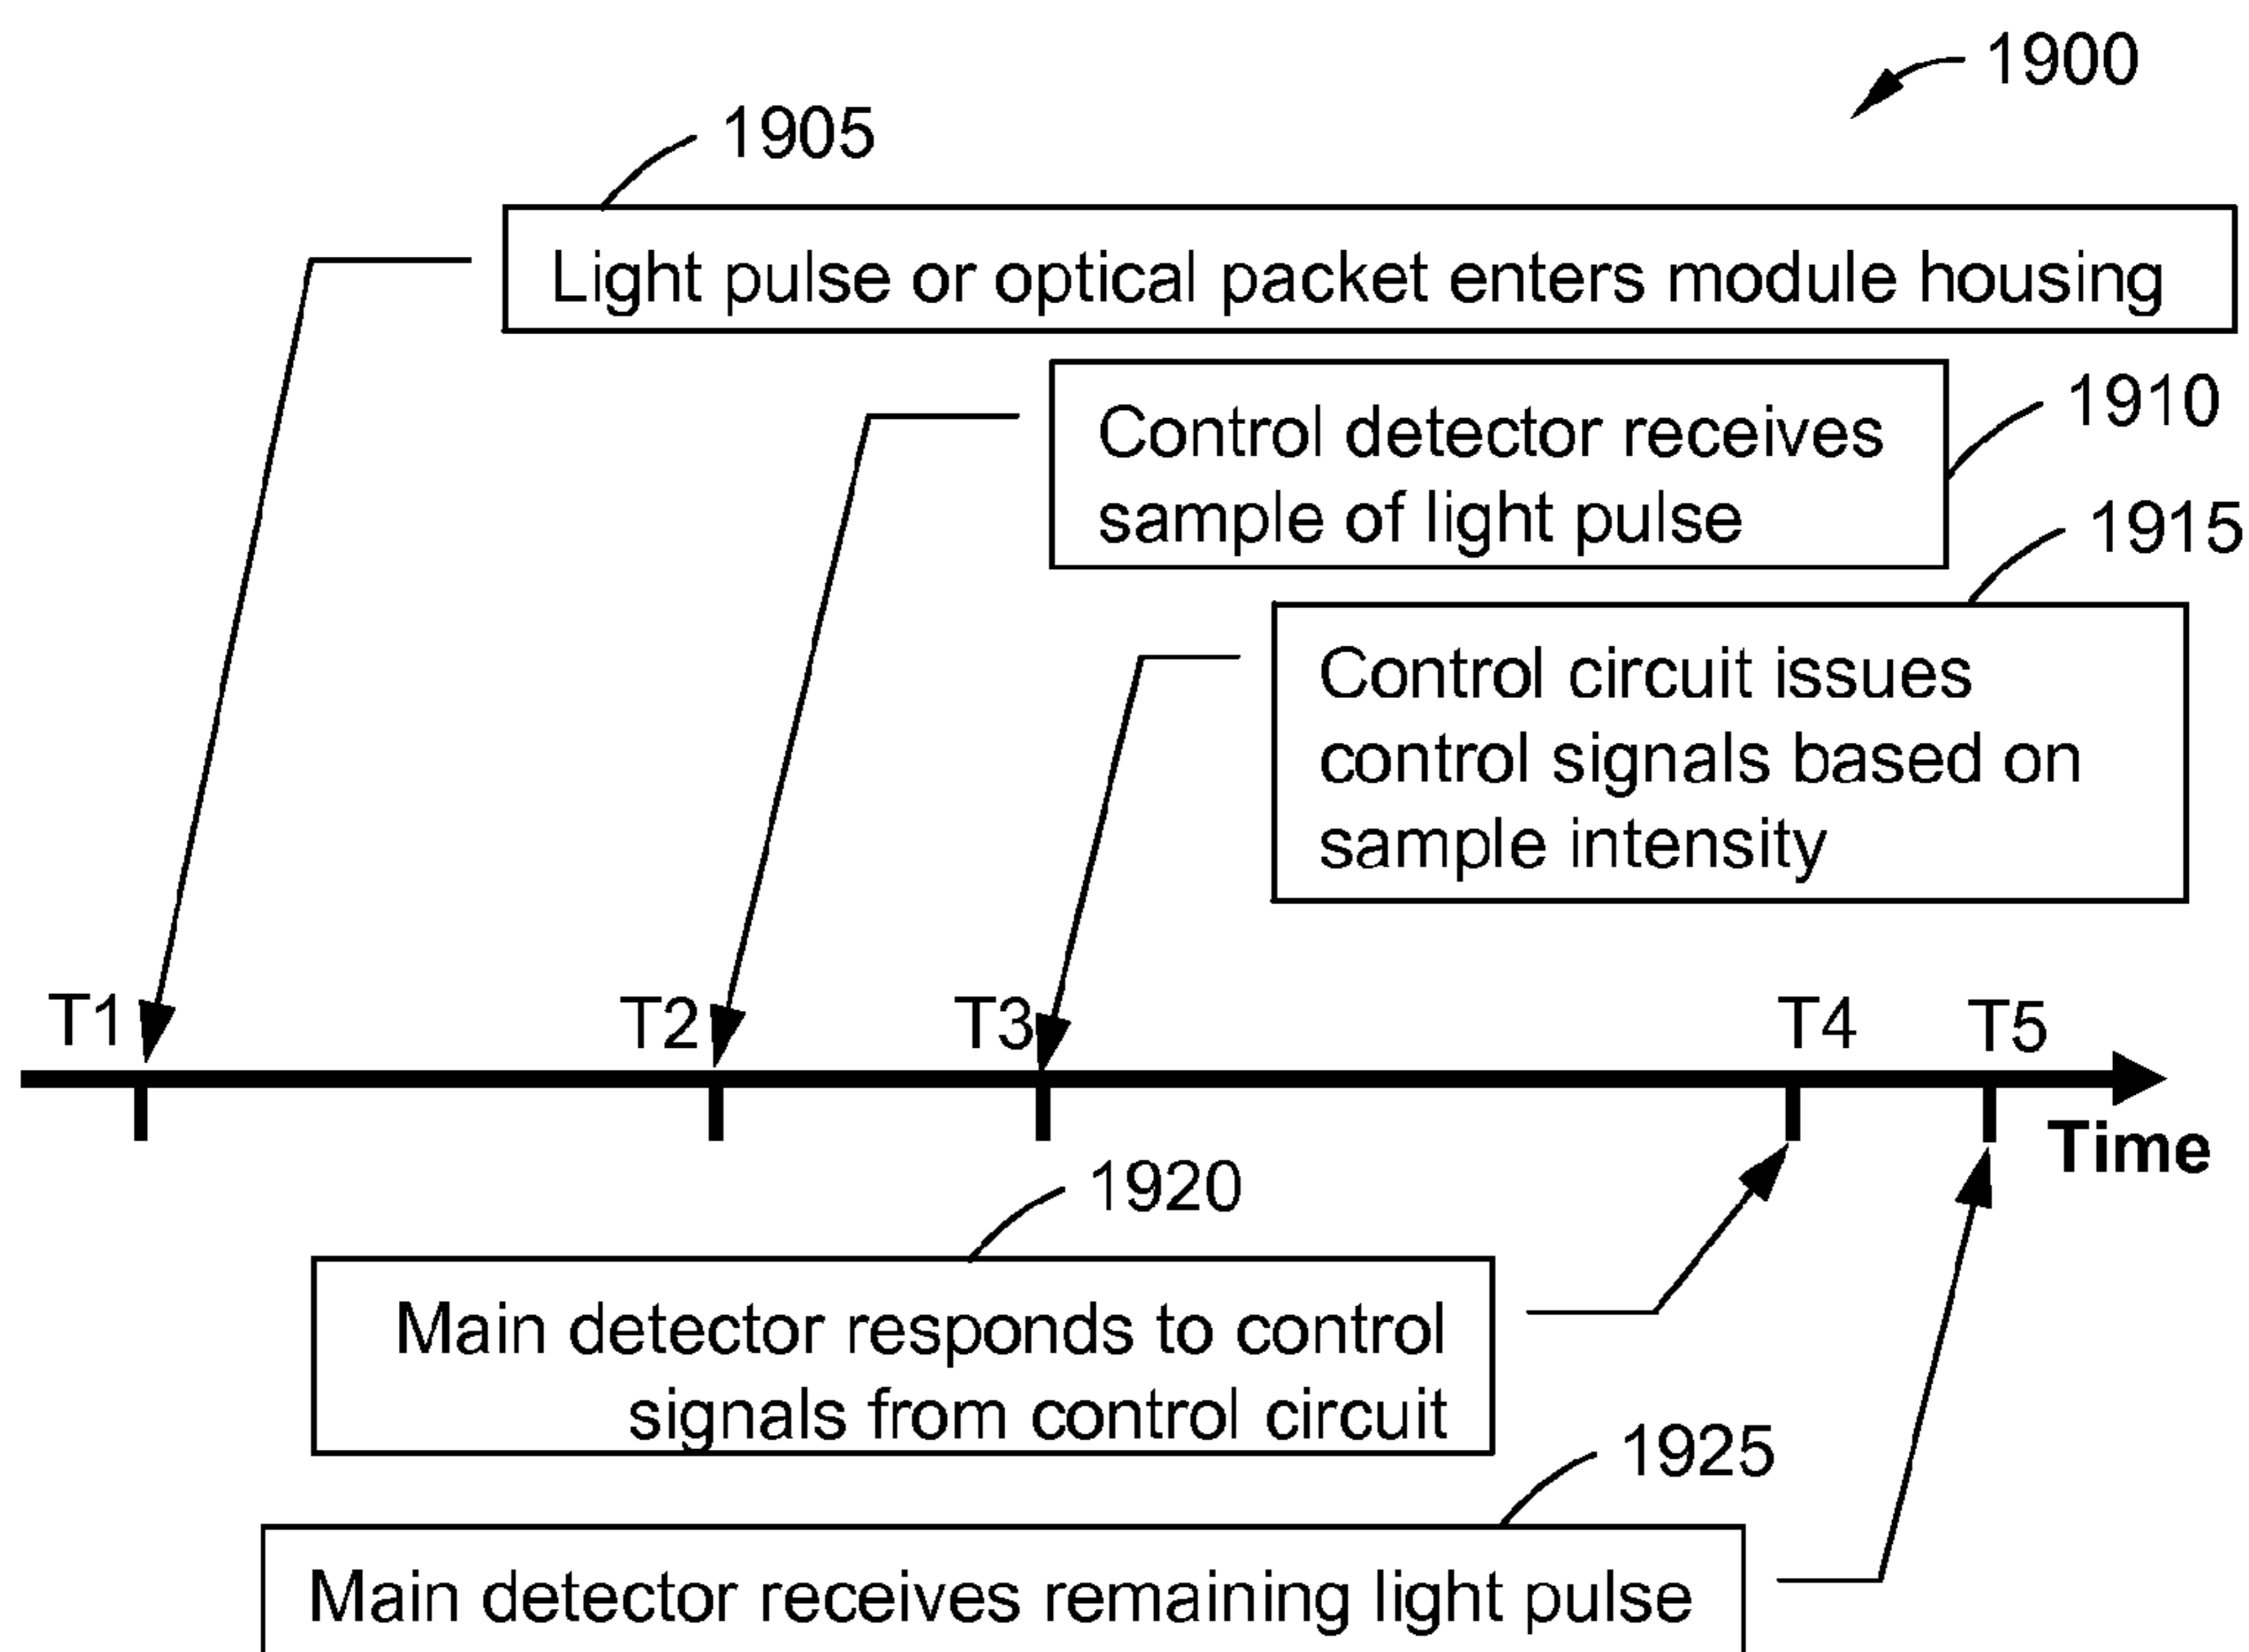 1900
1905
Light pulse or optical packet enters module housing
Control detector receives
sample of light pulse
1910
1915
Control circuit issues
control signals based on
sample intensity
T1 T2 T3 T4 T5
Time
1920
Main detector responds to control
signals from control circuit
1925
Main detector receives remaining light pulse